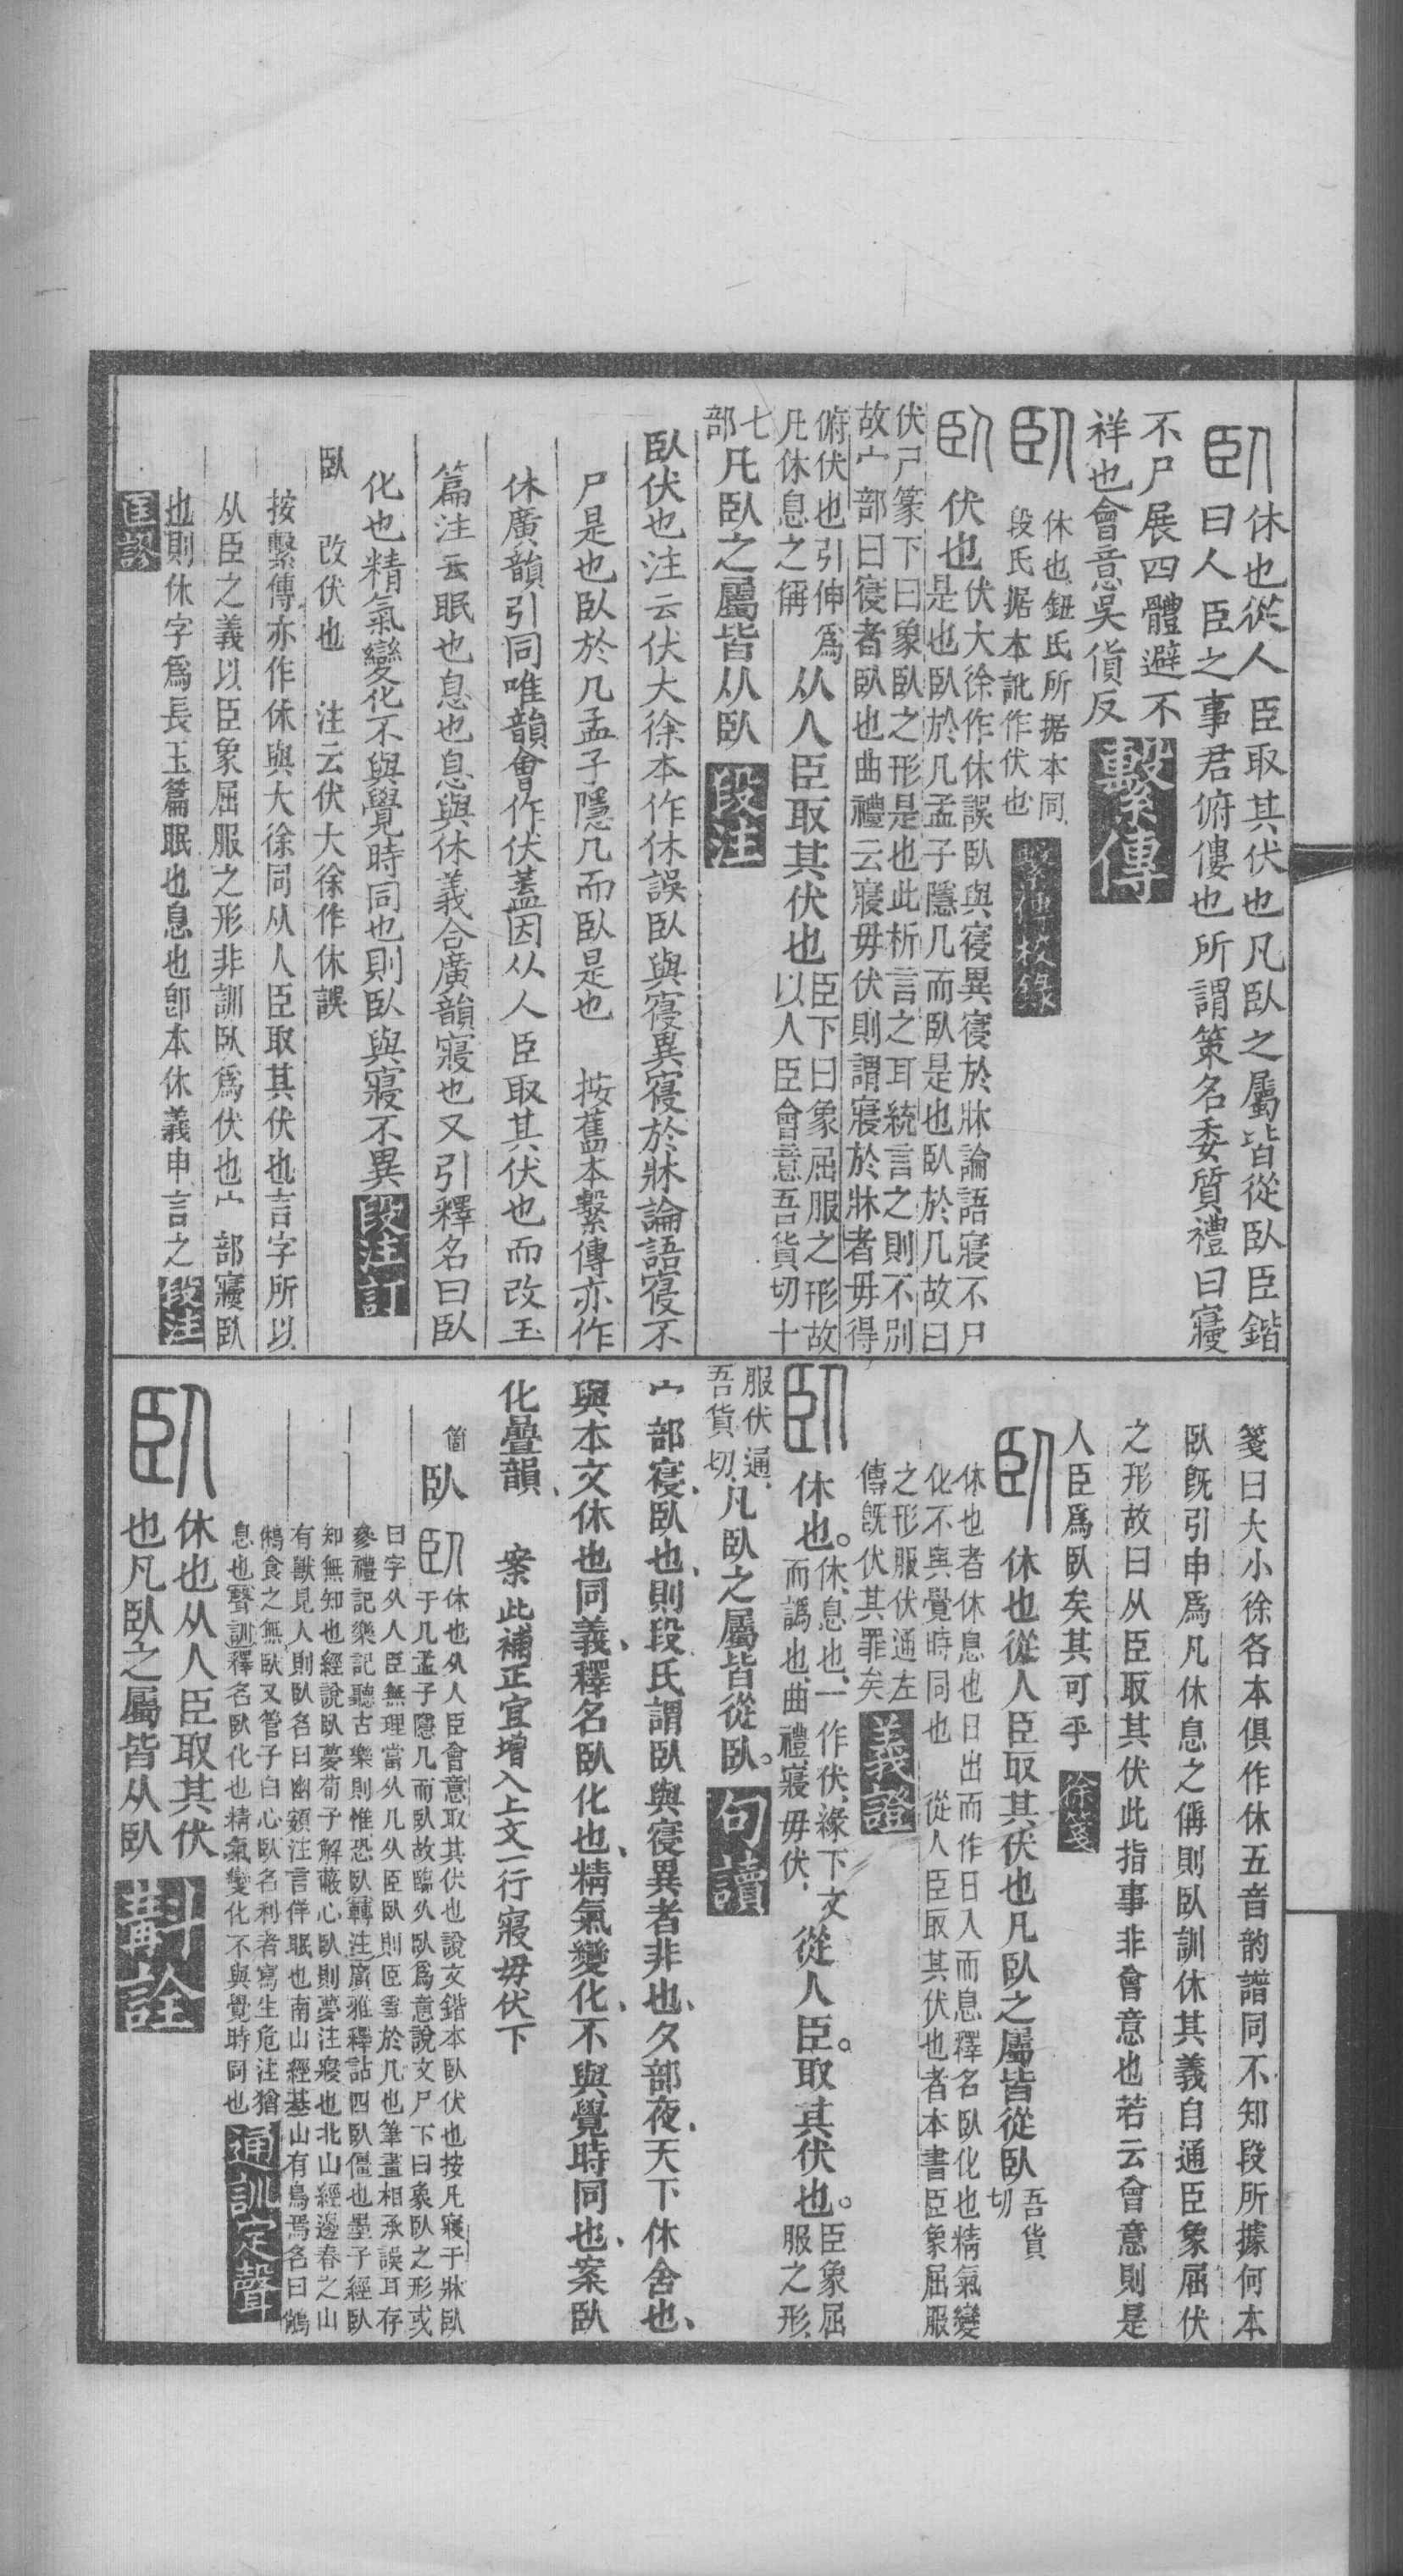 臥休也從人臣取其伏也凡臥之屬皆從臥臣鍇
曰人臣之事君俯僂也所謂策名委質禮曰寢
不尸展四體避不
祥也會意吳貨反
繫傳
臥休也鈕氏所据本同
段氏据本訛作伏也
繫傳校錄
臥伏也伏大徐作休誤臥與寑異寑於牀論語寢不尸
是也臥於几孟子隱几而臥是也臥於几故曰
伏尸篆下曰象臥之形是也此析言之耳統言之則不別
故宀部曰寑者臥也曲禮云寢毋伏則謂寢於牀者毋得
俯伏也引伸爲
凡休息之偁
从人臣取其伏也
臣下曰象屈服之形故
以人臣會意吾貨切十
七
部
凡臥之屬皆从臥
段注
臥伏也注云伏大徐本作休誤臥與寑異寑於牀論語寑不
尸是也臥於几孟子隱几而臥是也 按舊本繫傳亦作
休廣韻引同唯韻會作伏蓋因从人臣取其伏也而改玉
篇注云眠也息也息與休義合廣韻寢也又引釋名曰臥
化也精氣變化不與覺時同也則臥與寢不異
段注訂
臥 改伏也 注云伏大徐作休誤
按繫傳亦作休與大徐同从人臣取其伏也言字所以
从臣之義以臣象屈服之形非訓臥爲伏也宀部寢臥
也則休字爲長玉篇眠也息也卽本休義申言之
段注
匡謬
箋曰大小徐各本俱作休五音韵譜同不知段所據何本
臥旣引申爲凡休息之偁則臥訓休其義自通臣象屈伏
之形故曰从臣取其伏此指事非會意也若云會意則是
人臣爲臥矣其可乎
徐箋
臥休也從人臣取其伏也凡臥之屬皆從臥吾貨
切
休也者休息也日出而作日入而息釋名臥化也精氣變
化不與覺時同也 從人臣取其伏也者本書臣象屈服
之形服伏通左
傳旣伏其罪矣
義證
臥休也。休、息也、一作伏、緣下文
而譌也、曲禮、寢毋伏、
從人臣。取其伏也。臣象屈
服之形、
服伏通、
吾貨切、
凡臥之屬皆從臥。
句讀
宀部寑、臥也、則段氏謂臥與寑異者非也、夕部夜、天下休舍也、
與本文休也同義、釋名臥化也、精氣變化、不與覺時同也、案臥
化疊韻、 案此補正宜增入上文一行寢毋伏下
箇臥
臥休也从人臣會意取其伏也說文鍇本臥伏也按凡寢于牀臥
于几孟子隱几而臥故臨从臥爲意說文尸下曰象臥之形或
曰字从人臣無理當从几从臣臥則臣雩於几也筆畫相承誤耳存
參禮記樂記聽古樂則惟恐臥轉注廣雅釋詁四臥僵也墨子經臥
知無知也經說臥夢荀子解蔽心臥則夢注寢也北山經邊春之山
有獸見人則臥名曰幽頞注言佯眠也南山經基山有鳥焉名曰鵂
鵂食之無臥又管子白心臥名利者寫生危注猶
息也聲訓釋名臥化也精氣變化不與覺時同也
通訓定聲
臥休也从人臣取其伏
也凡臥之屬皆从臥
斠詮